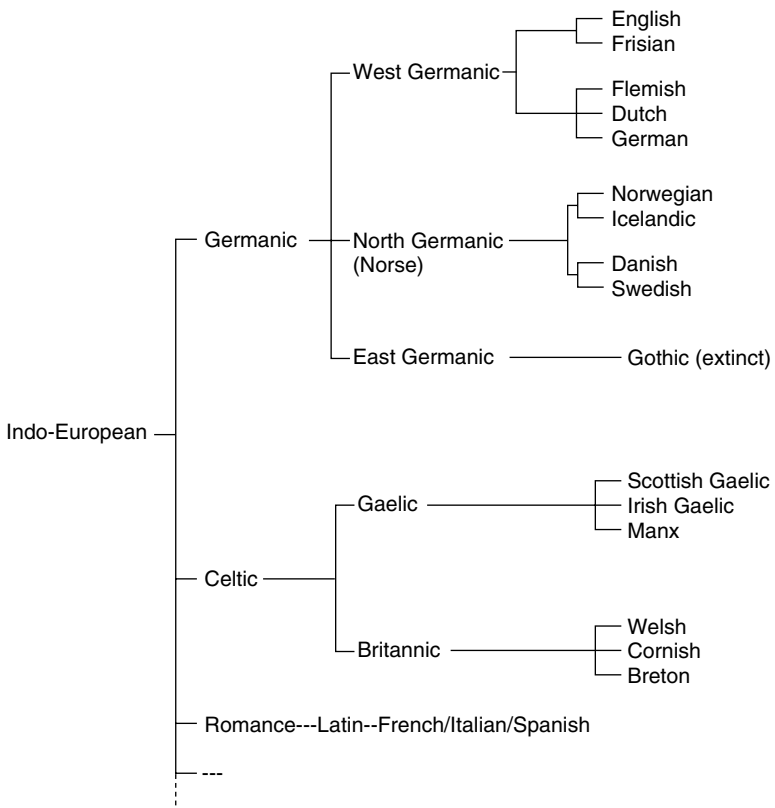 English
Frisian
West Germanic
Flemish
Dutch
German
Norwegian
Icelandic
Germanic
North Germanic
(Norse)
Danish
Swedish
East Germanic
Gothic (extinct)
Indo-European
Scottish Gaelic
Gaelic
Irish Gaelic
Manx
Celtic
Welsh
Britannic
Cornish
Breton
Romance---Latin--French/Italian/Spanish
---